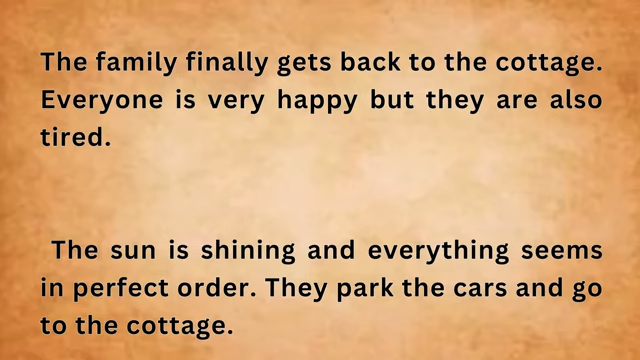 The family finally gets back to the cottage.
Everyone is very happy but they are also
tired.
The sun is shining and everything seems
in perfect order. They park the cars and go
to the cottage.